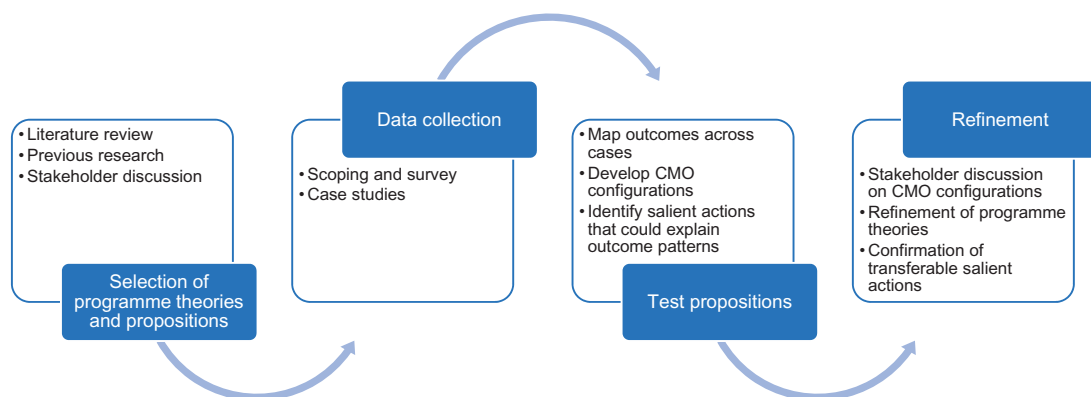 • Literature review
• Previous research
• Stakeholder discussion
Selection of
programme theories
and propositions
Data collection
• Scoping and survey
• Case studies
• Map outcomes across
cases
• Develop CMO
configurations
• Identify salient actions
that could explain
outcome patterns
Test propositions
Refinement
• Stakeholder discussion
on CMO configurations
• Refinement of programme
theories
• Confirmation of
transferable salient
actions